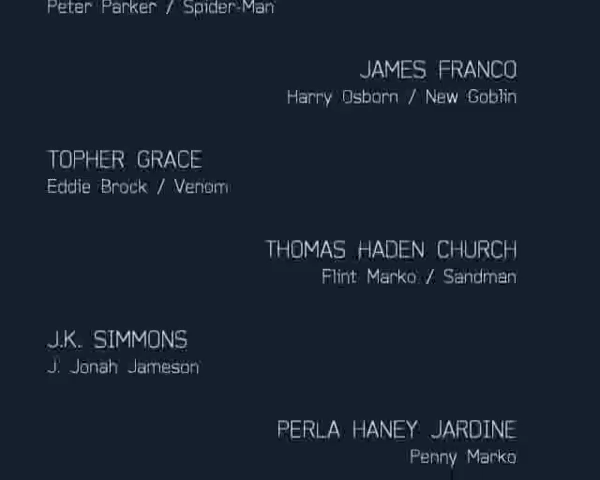 Peter Parker / Spider-Man
JAMES FRANCO
Harry Osborn / New Goblin
TOPHER GRACE
Eddie Brock / Venom
THOMAS HADEN CHURCH
Flint Marko / Sandman
J.K. SIMMONS
J. Jonah Jameson
PERLA HANEY JARDINE
Penny Marko